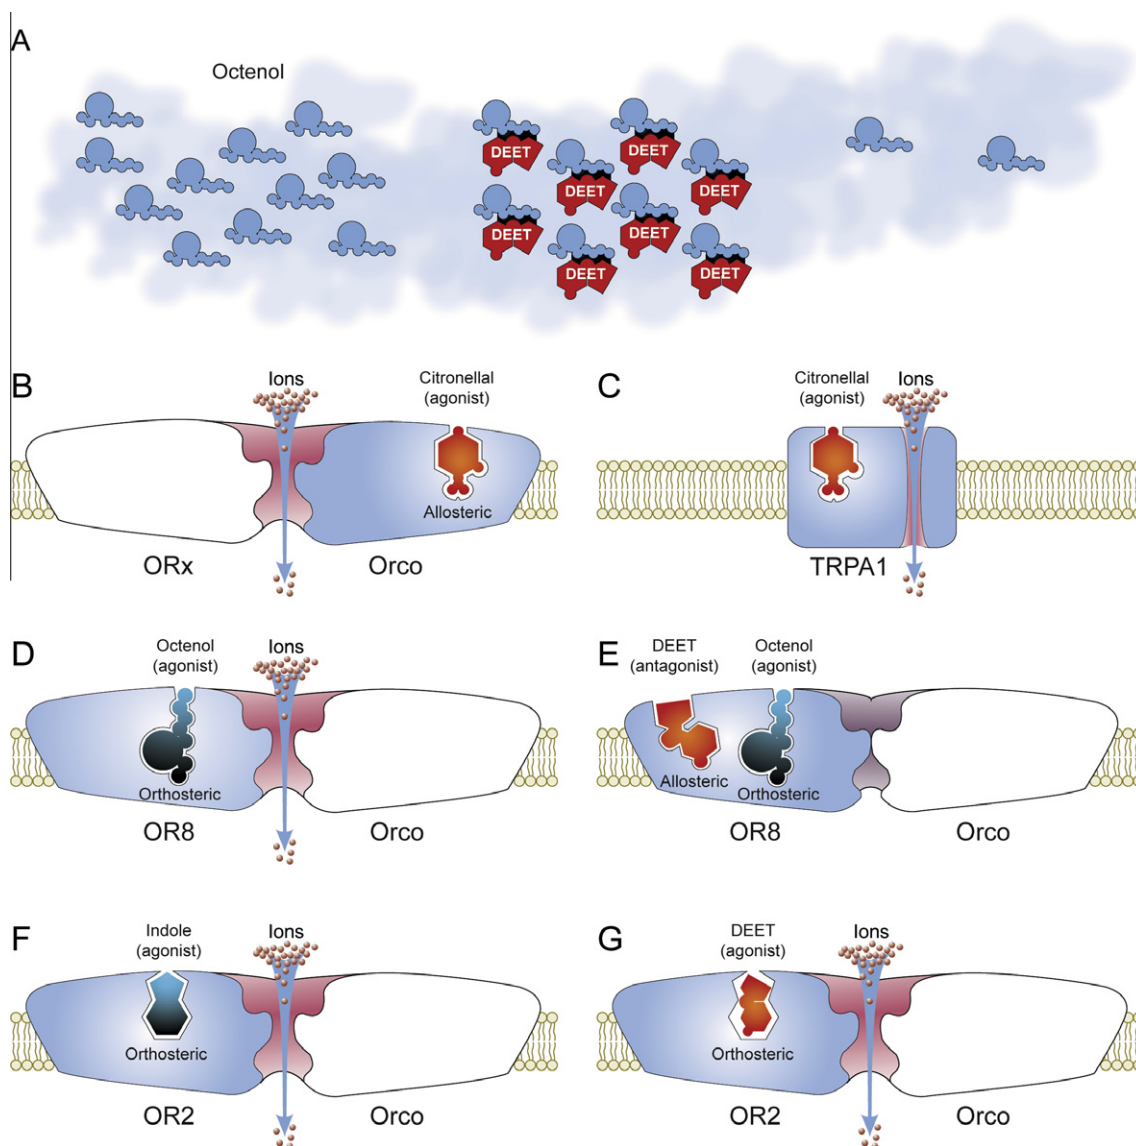 A
Octenol
DEET
DEET
DEET
DEET
DEET
DEET
DEET
DEET
B
Ions
Citronellal
(agonist)
Allosteric
ORx
Orco
C
Citronellal
(agonist)
Ions
TRPA1
D
Octenol
(agonist)
Ions
Orthosteric
OR8
Orco
E
DEET
(antagonist)
Octenol
(agonist)
Allosteric
Orthosteric
OR8
Orco
F
Indole
(agonist)
Ions
Orthosteric
OR2
Orco
G
DEET
(agonist)
Ions
Orthosteric
OR2
Orco